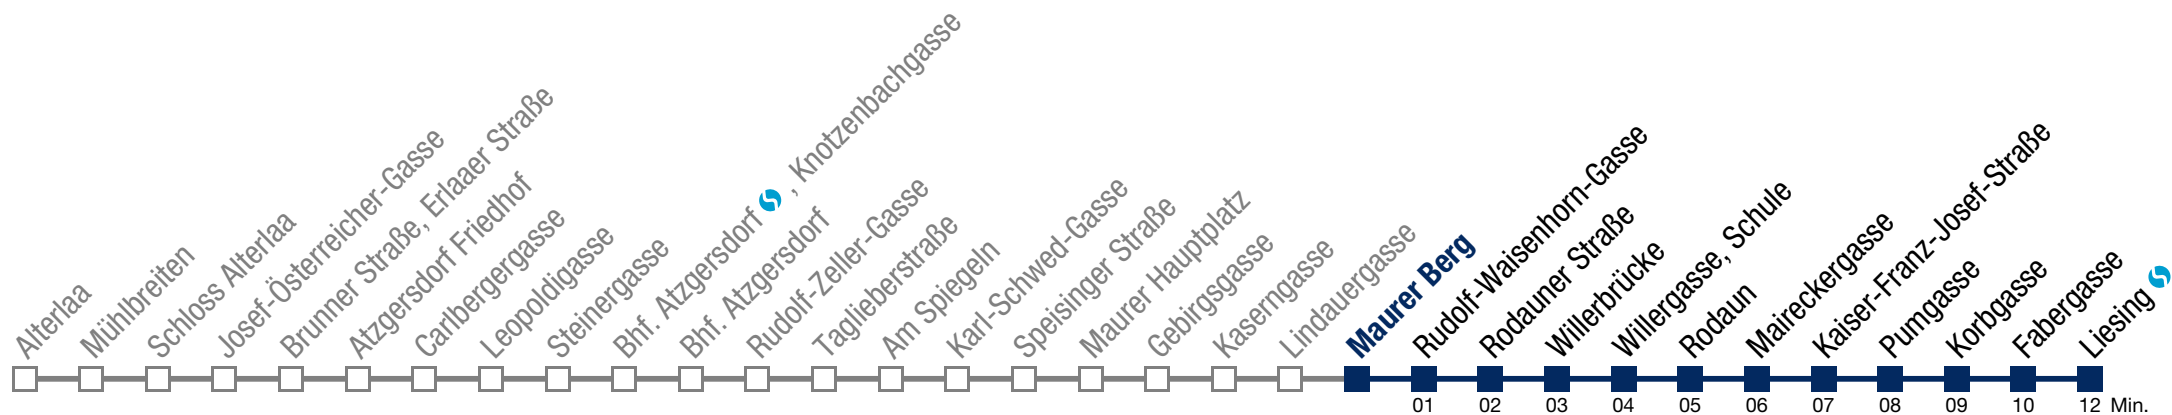 Alterlaa
Mühlbreiten
Schloss Alterlaa
Josef-Österreicher-Gasse
Brunner Straße, Erlaaer Straße
Atzgersdorf Friedhof
Carlbergergasse
Leopoldigasse
Steinergasse
Bhf. Atzgersdorf , Knotzenbachgasse
Bhf. Atzgersdorf
Rudolf-Zeller-Gasse
Taglieberstraße
Am Spiegeln
Karl-Schwed-Gasse
Speisinger Straße
Maurer Hauptplatz
Gebirgsgasse
Kaserngasse
Lindauergasse
Maurer Berg
Rudolf-Waisenhorn-Gasse
Rodauner Straße
Willerbrücke
Willergasse, Schule
Rodaun
Maireckergasse
Kaiser-Franz-Josef-Straße
Pumgasse
Korbgasse
Fabergasse
Liesing
01 02 03 04 05 06 07 08 09 10 12 Min.